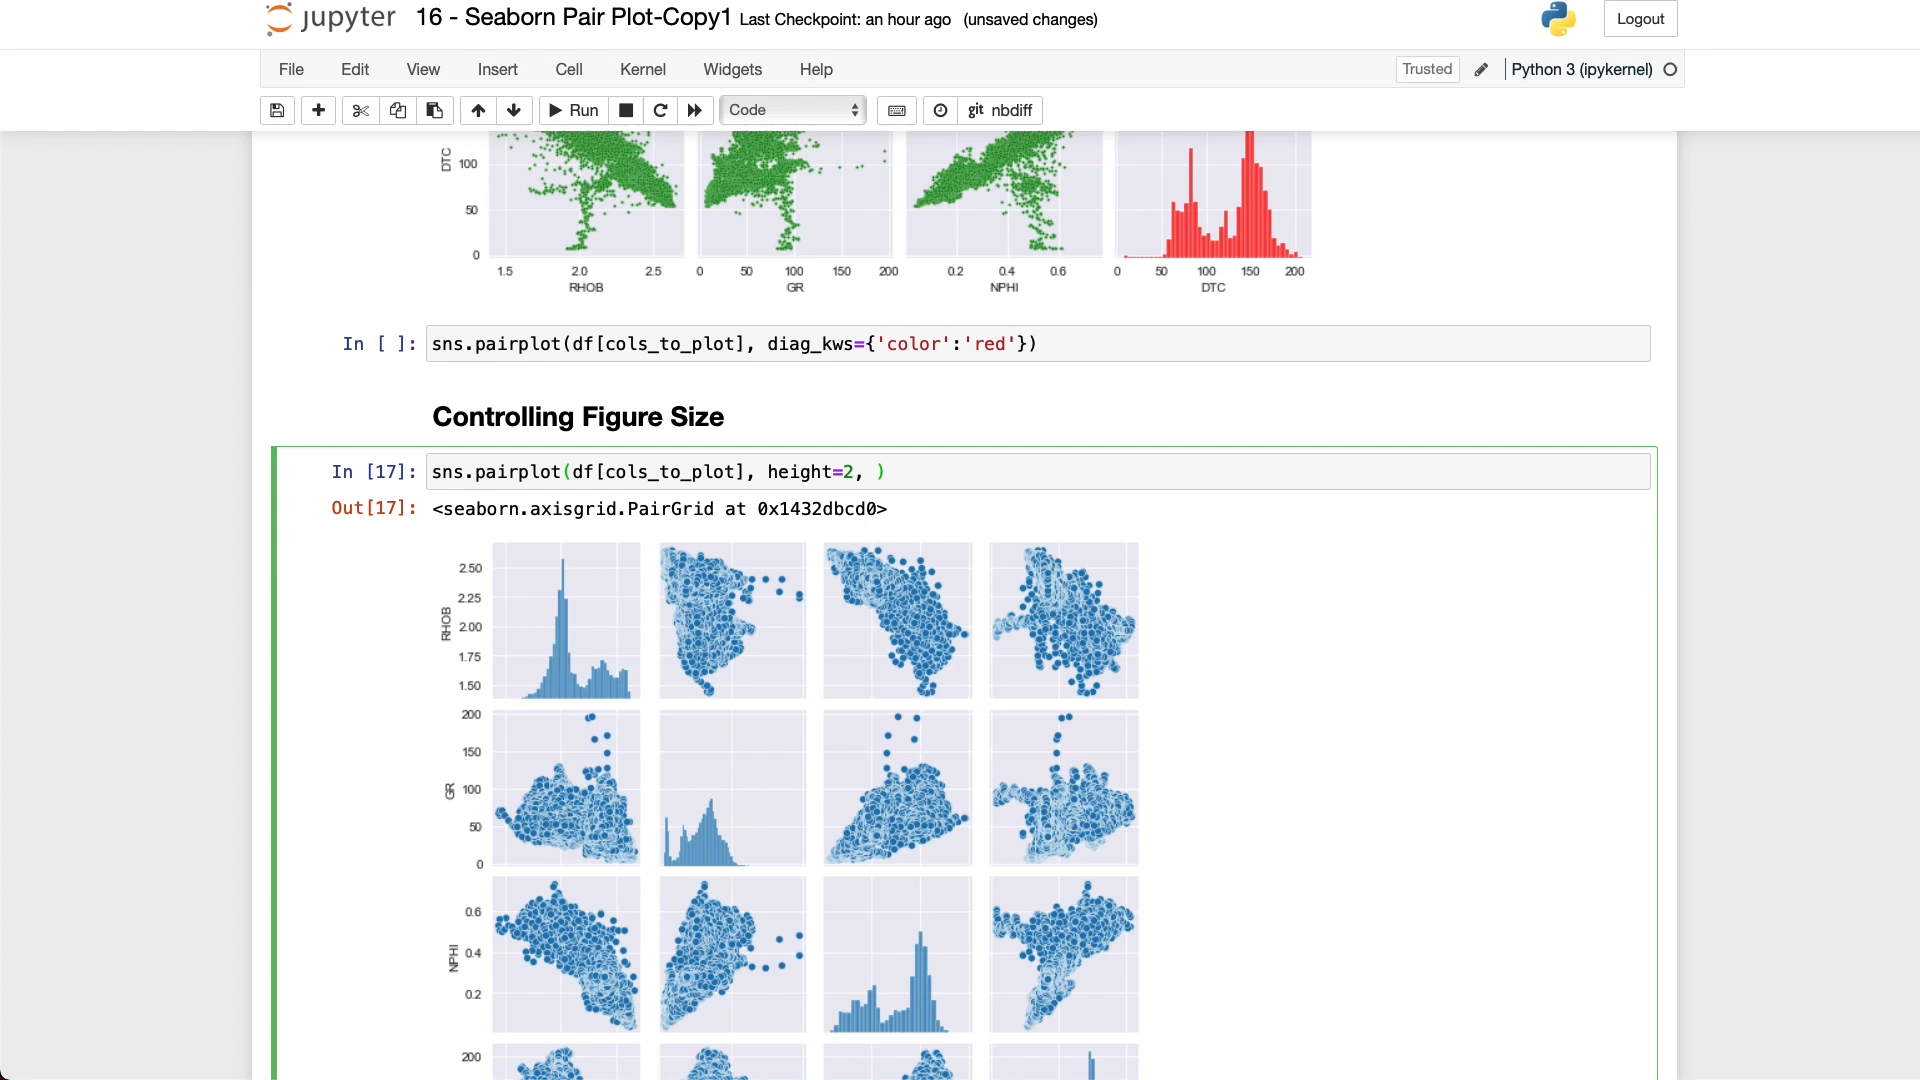 jupyter 16 - Seaborn Pair Plot-Copy1 Last Checkpoint: an hour ago (unsaved changes) Logout
File Edit View Insert Cell Kernel Widgets Help Trusted Python 3 (ipykernel)
Run Code git nbdiff
DTC
100
50
0
1.5 2.0 2.5 0 50 100 150 200 0.2 0.4 0.6 0 50 100 150 200
RHOB GR NPHI DTC
In [ ]: sns.pairplot(df[cols_to_plot], diag_kws={'color':'red'})
Controlling Figure Size
In [17]: sns.pairplot(df[cols_to_plot], height=2, )
Out[17]: <seaborn.axisgrid.PairGrid at 0x1432dbcd0>
RHOB
2.50
2.25
2.00
1.75
1.50
GR
200
150
100
50
0
NPHI
0.6
0.4
0.2
200